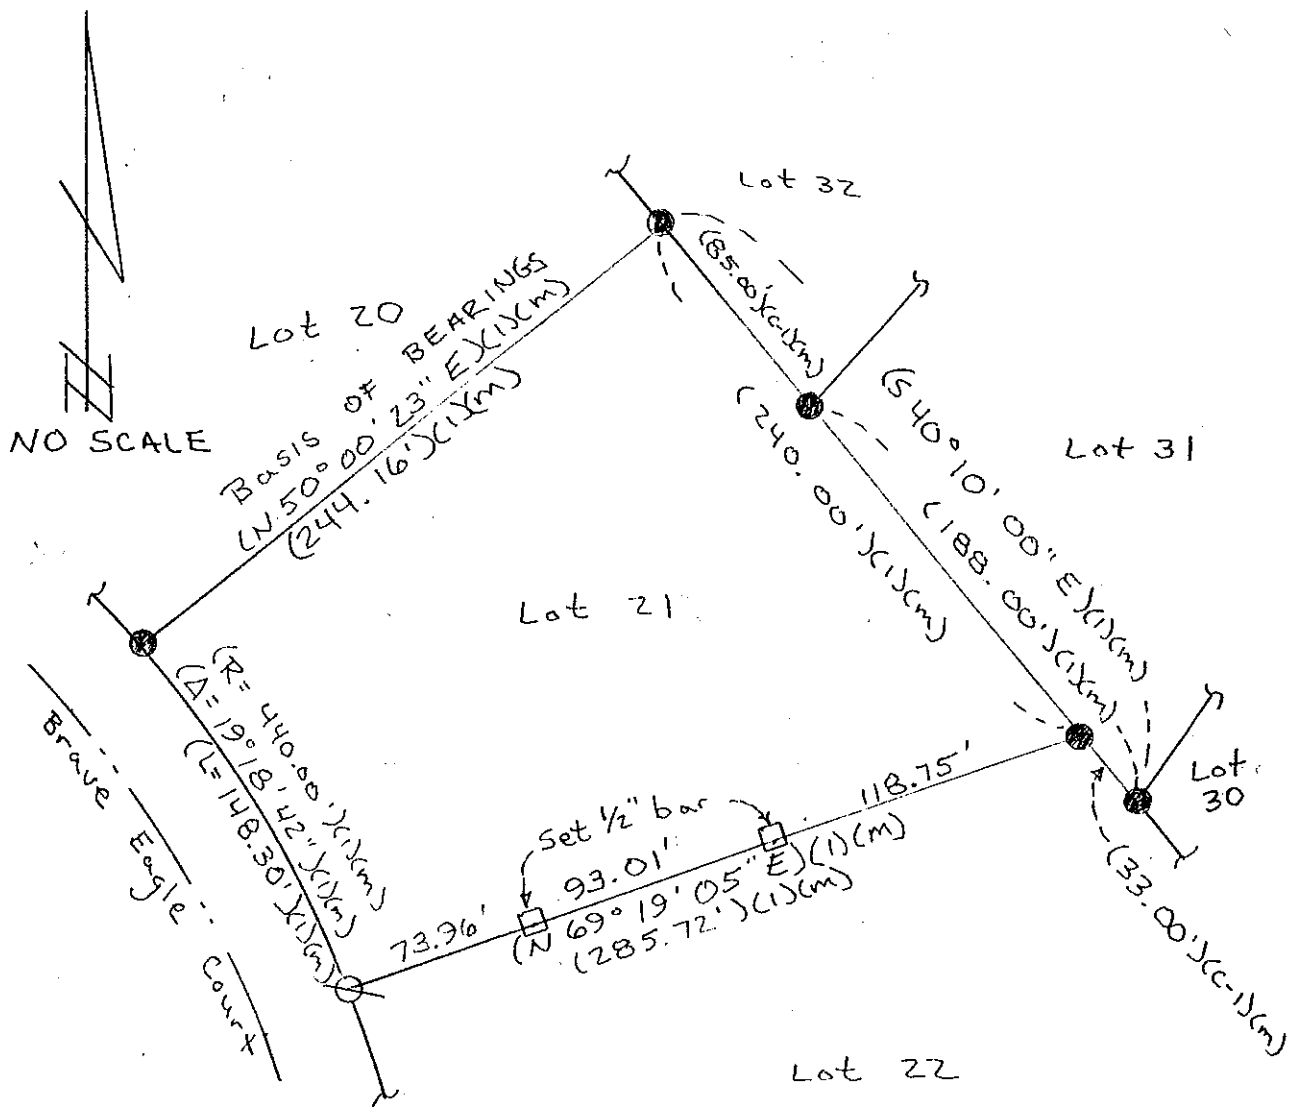 Lot 32
Lot 20
Basis OF BEARINGS
(N 50° 00' 23" E)(1)(m)
(244.16')(1)(m)
(85.00')(C-1)(m)
(S 40° 10' 00" E)(1)(m)
(240.00')(1)(m)
(188.00')(1)(m)
Lot 31
NO SCALE
Lot 21
(R= 440.00')(1)(m)
(Δ= 19° 18' 42")(1)(m)
(L= 148.30')(1)(m)
Brave Eagle Court
Set 1/2" bar
118.75'
93.01'
73.96'
(N 69° 19' 05" E)(1)(m)
(285.72')(1)(m)
Lot
30
(33.00')(C-1)(m)
Lot 22